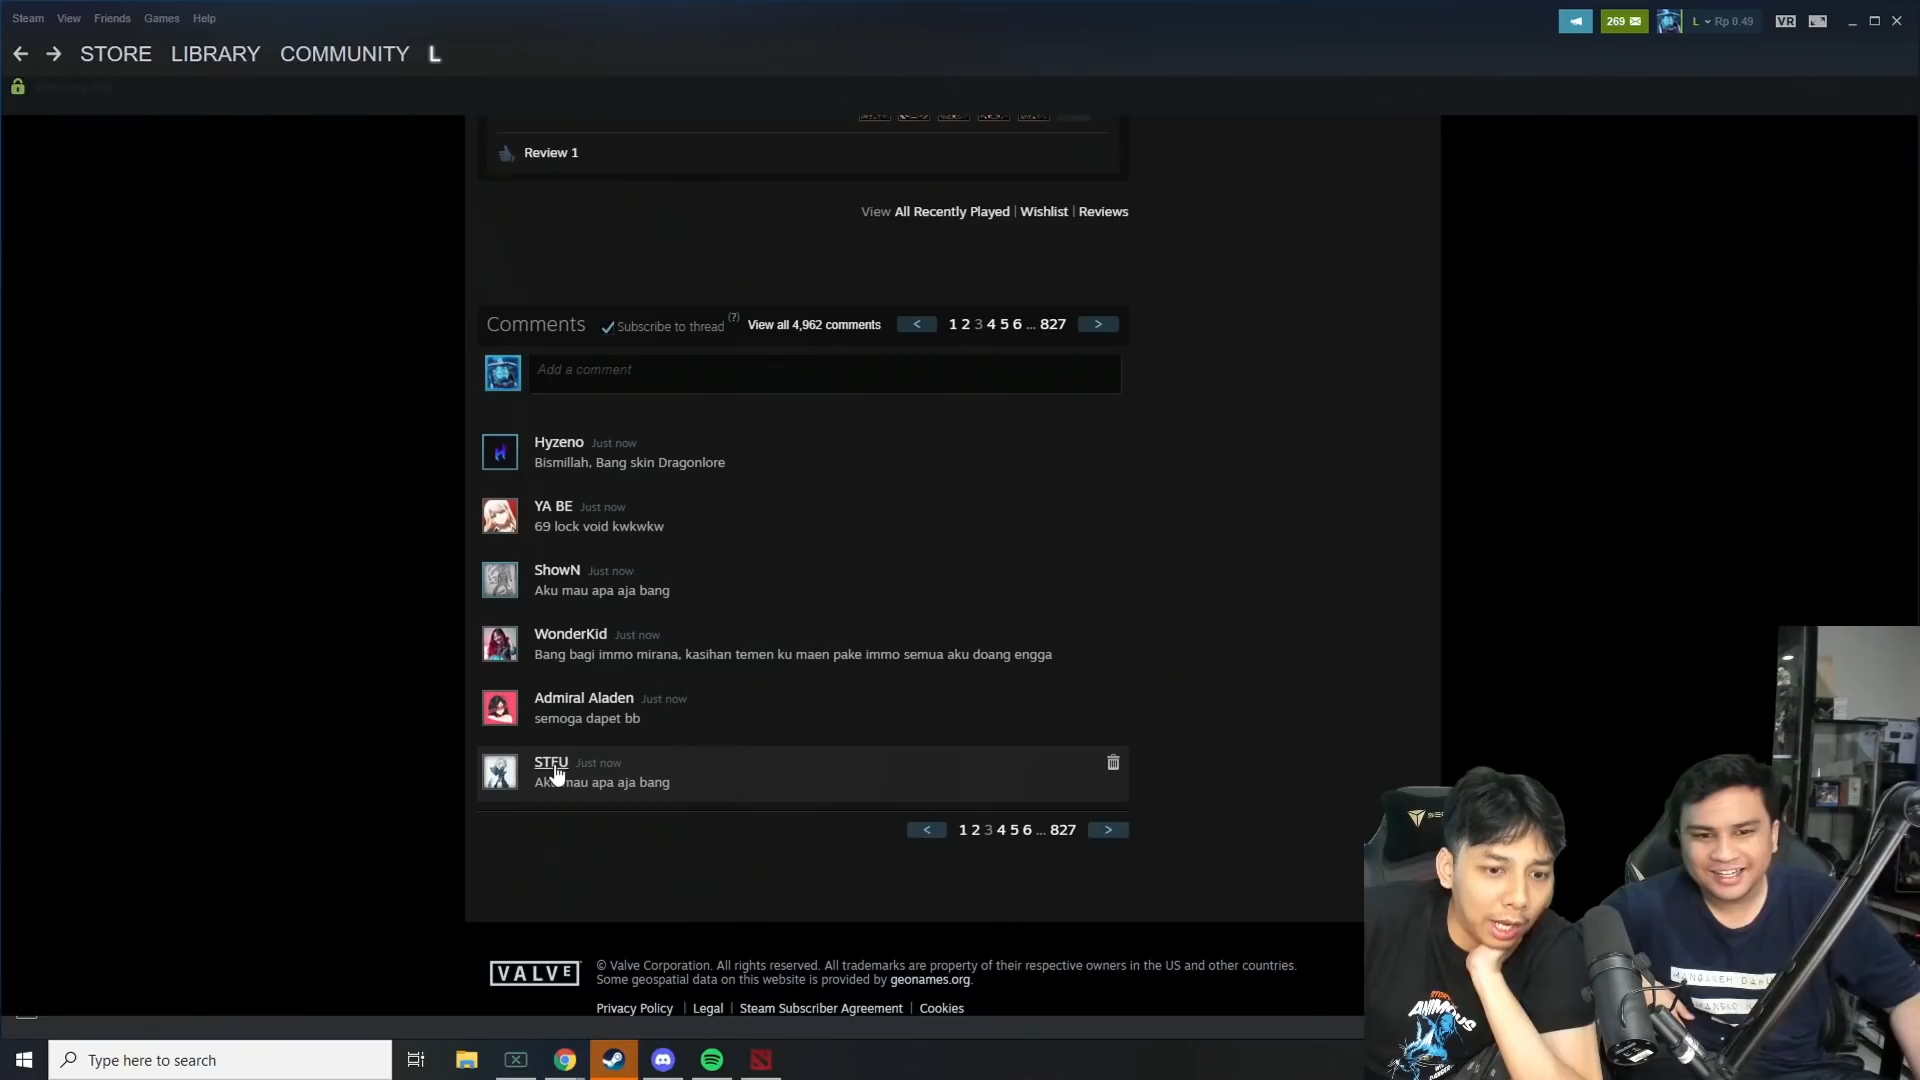 Steam View Friends Games Help
269
L
Rp 0.49
VR
STORE LIBRARY COMMUNITY L
Review 1
View All Recently Played | Wishlist | Reviews
Comments
Subscribe to thread (?)
View all 4,962 comments
< 1 2 3 4 5 6 ... 827 >
Add a comment
Hyzeno Just now
Bismillah, Bang skin Dragonlore
YA BE Just now
69 lock void kwkwkw
ShowN Just now
Aku mau apa aja bang
WonderKid Just now
Bang bagi immo mirana, kasihan temen ku maen pake immo semua aku doang engga
Admiral Aladen Just now
semoga dapet bb
STFU Just now
mau apa aja bang
< 1 2 3 4 5 6 ... 827 >
VALVE
© Valve Corporation. All rights reserved. All trademarks are property of their respective owners in the US and other countries.
Some geospatial data on this website is provided by geonames.org.
Privacy Policy | Legal | Steam Subscriber Agreement | Cookies
Type here to search